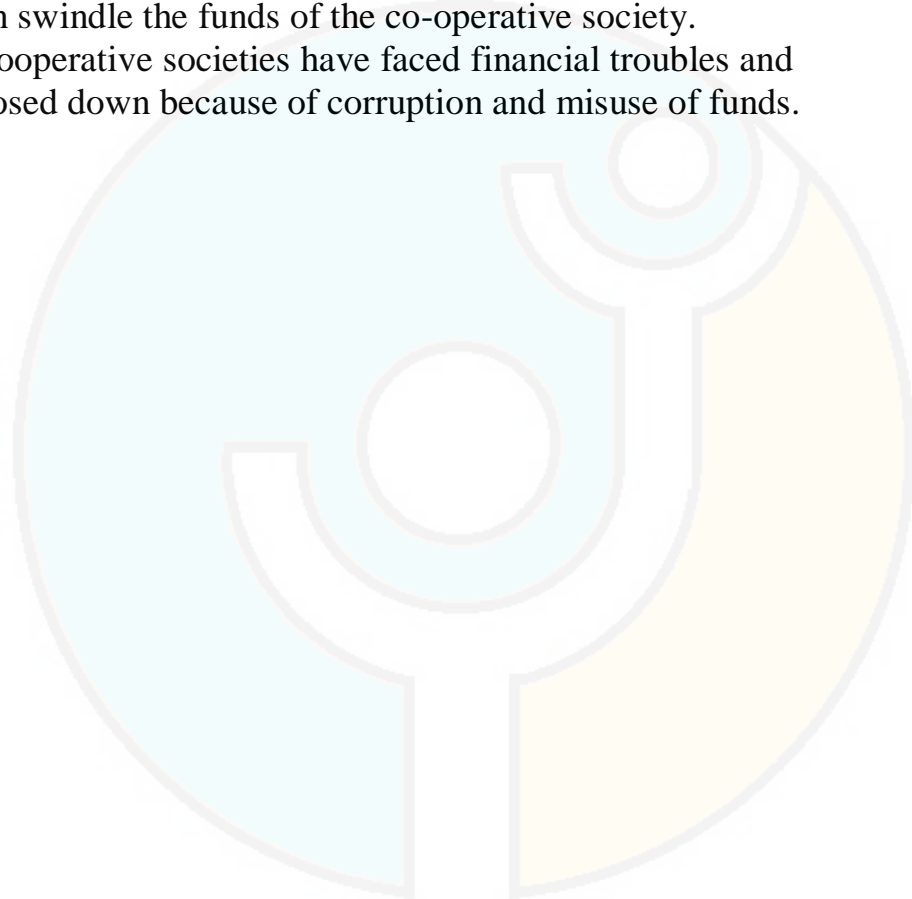 swindle the funds of the co-operative society.
ooperative societies have faced financial troubles and
osed down because of corruption and misuse of funds.